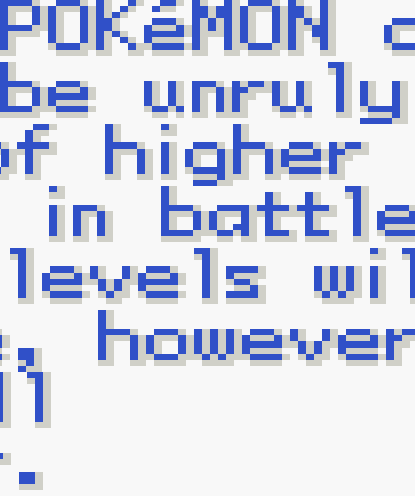 POKéMON
be unruly
of higher
in battle
levels wil
, however
l
.